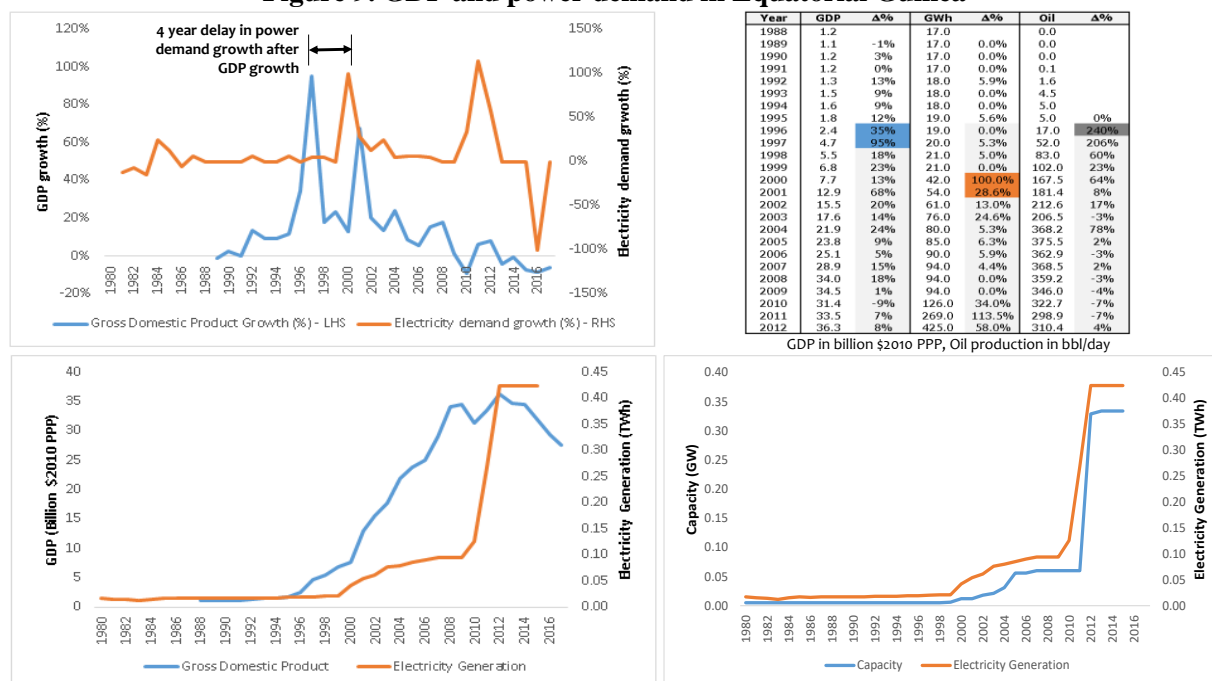 Figure 9. GDP and power demand in Equatorial Guinea
4 year delay in power
demand growth after
GDP growth
120%
100%
80%
60%
40%
20%
0%
-20%
GDP growth (%)
150%
100%
50%
0%
-50%
-100%
-150%
Electricity demand grwoth (%)
1980 1982 1984 1986 1988 1990 1992 1994 1996 1998 2000 2002 2004 2006 2008 2010 2012 2014 2016
Gross Domestic Product Growth (%) - LHS Electricity demand growth (%) - RHS
Year GDP Δ% GWh Δ% Oil Δ%
1988 1.2 17.0 0.0
1989 1.1 -1% 17.0 0.0% 0.0
1990 1.2 3% 17.0 0.0% 0.0
1991 1.2 0% 17.0 0.0% 0.1
1992 1.3 13% 18.0 5.9% 1.6
1993 1.5 9% 18.0 0.0% 4.5
1994 1.6 9% 18.0 0.0% 5.0
1995 1.8 12% 19.0 5.6% 5.0 0%
1996 2.4 35% 19.0 0.0% 17.0 240%
1997 4.7 95% 20.0 5.3% 52.0 206%
1998 5.5 18% 21.0 5.0% 83.0 60%
1999 6.8 23% 21.0 0.0% 102.0 23%
2000 7.7 13% 42.0 100.0% 167.5 64%
2001 12.9 68% 54.0 28.6% 181.4 8%
2002 15.5 20% 61.0 13.0% 212.6 17%
2003 17.6 14% 76.0 24.6% 206.5 -3%
2004 21.9 24% 80.0 5.3% 368.2 78%
2005 23.8 9% 85.0 6.3% 375.5 2%
2006 25.1 5% 90.0 5.9% 362.9 -3%
2007 28.9 15% 94.0 4.4% 368.5 2%
2008 34.0 18% 94.0 0.0% 359.2 -3%
2009 34.5 1% 94.0 0.0% 346.0 -4%
2010 31.4 -9% 126.0 34.0% 322.7 -7%
2011 33.5 7% 269.0 113.5% 298.9 -7%
2012 36.3 8% 425.0 58.0% 310.4 4%
GDP in billion $2010 PPP, Oil production in bbl/day
40
35
30
25
20
15
10
5
0
GDP (Billion $2010 PPP)
0.45
0.40
0.35
0.30
0.25
0.20
0.15
0.10
0.05
0.00
Electricity Generation (TWh)
1980 1982 1984 1986 1988 1990 1992 1994 1996 1998 2000 2002 2004 2006 2008 2010 2012 2014 2016
Gross Domestic Product Electricity Generation
0.40
0.35
0.30
0.25
0.20
0.15
0.10
0.05
0.00
Capacity (GW)
0.45
0.40
0.35
0.30
0.25
0.20
0.15
0.10
0.05
0.00
Electricity Generation (TWh)
1980 1982 1984 1986 1988 1990 1992 1994 1996 1998 2000 2002 2004 2006 2008 2010 2012 2014 2016
Capacity Electricity Generation